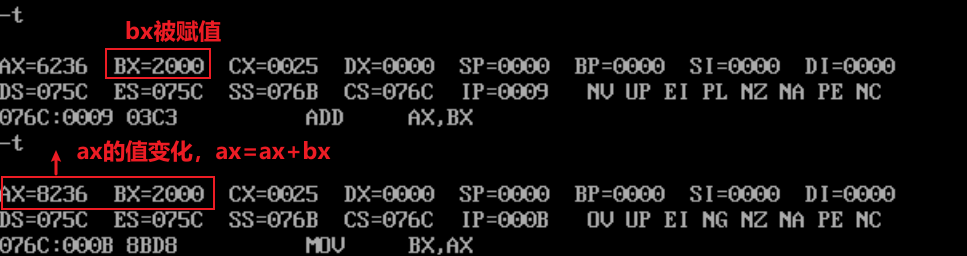 -t
bx被赋值
AX=6236 BX=2000 CX=0025 DX=0000 SP=0000 BP=0000 SI=0000 DI=0000
DS=075C ES=075C SS=076B CS=076C IP=0009 NV UP EI PL NZ NA PE NC
076C:0009 03C3 ADD AX,BX
-t
ax的值变化，ax=ax+bx
AX=8236 BX=2000 CX=0025 DX=0000 SP=0000 BP=0000 SI=0000 DI=0000
DS=075C ES=075C SS=076B CS=076C IP=000B OV UP EI NG NZ NA PE NC
076C:000B 8BD8 MOV BX,AX